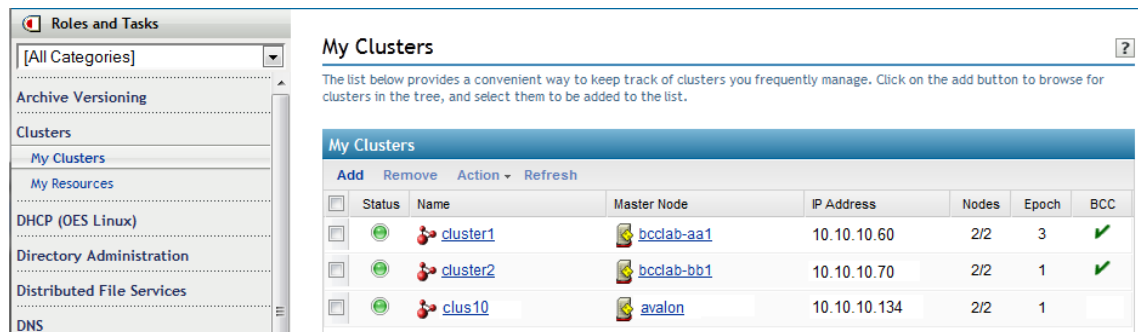 Roles and Tasks
[All Categories]
Archive Versioning
Clusters
My Clusters
My Resources
DHCP (OES Linux)
Directory Administration
Distributed File Services
DNS
My Clusters
?
The list below provides a convenient way to keep track of clusters you frequently manage. Click on the add button to browse for
clusters in the tree, and select them to be added to the list.
My Clusters
Add Remove Action Refresh
Status Name Master Node IP Address Nodes Epoch BCC
cluster1 bcclab-aa1 10.10.10.60 2/2 3
cluster2 bcclab-bb1 10.10.10.70 2/2 1
clus10 avalon 10.10.10.134 2/2 1